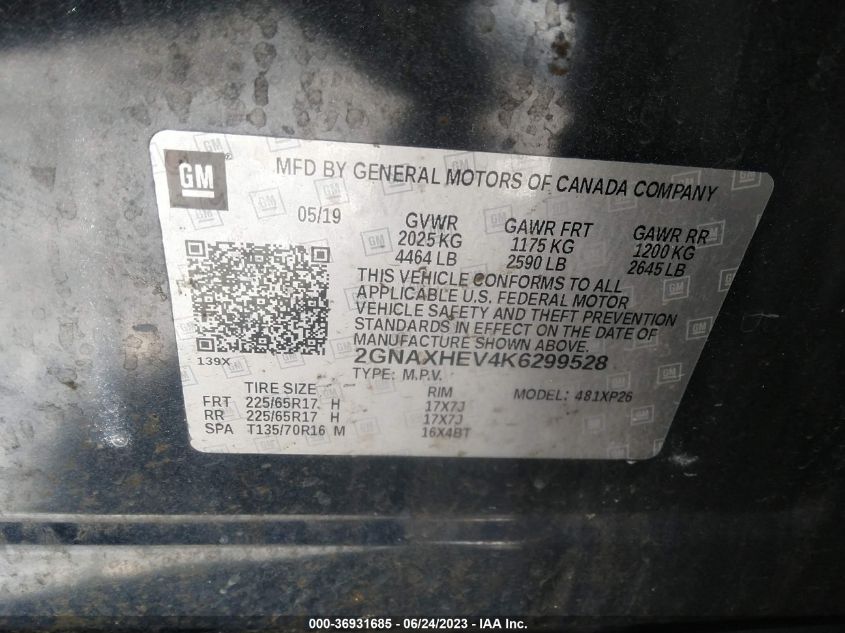 GM
MFD BY GENERAL MOTORS OF CANADA COMPANY
05/19
GVWR
2025 KG
4464 LB
GAWR FRT
1175 KG
2590 LB
GAWR RR
1200 KG
2645 LB
THIS VEHICLE CONFORMS TO ALL
APPLICABLE U.S. FEDERAL MOTOR
VEHICLE SAFETY AND THEFT PREVENTION
STANDARDS IN EFFECT ON THE DATE OF
MANUFACTURE SHOWN ABOVE.
139X
2GNAXHEV4K6299528
TYPE: M.P.V.
MODEL: 481XP26
TIRE SIZE RIM
FRT 225/65R17 H 17X7J
RR 225/65R17 H 17X7J
SPA T135/70R16 M 16X4BT
000-36931685 - 06/24/2023 - IAA Inc.